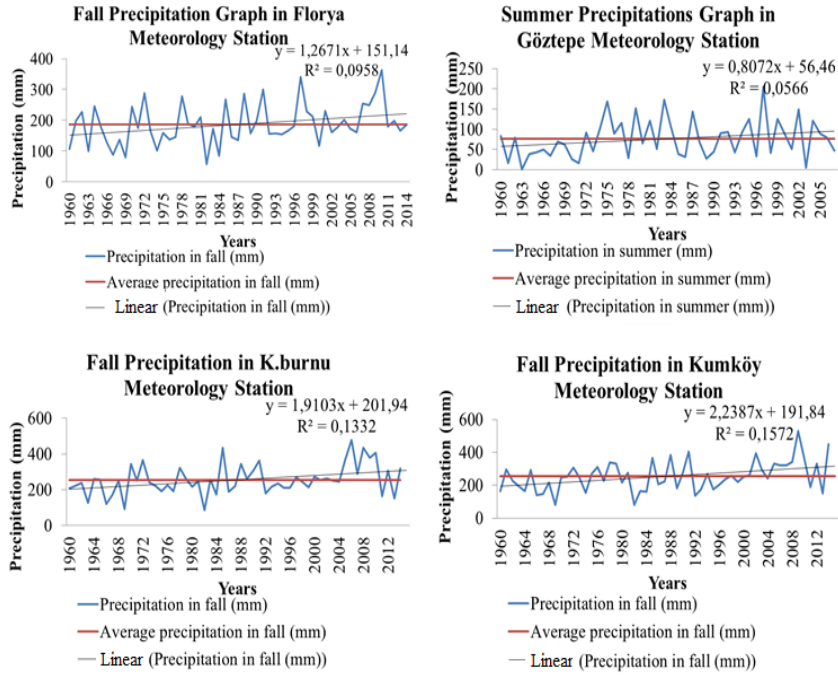 Fall Precipitation Graph in Florya
Meteorology Station
y = 1,2671x + 151,14
R² = 0,0958
Precipitation (mm)
400
300
200
100
0
1960
1963
1966
1969
1972
1975
1978
1981
1984
1987
1990
1993
1996
1999
2002
2005
2008
2011
2014
Years
Precipitation in fall (mm)
Average precipitation in fall (mm)
Linear (Precipitation in fall (mm))
Summer Precipitations Graph in
Göztepe Meteorology Station
y = 0,8072x + 56,46
R² = 0,0566
Precipitation (mm)
250
200
150
100
50
0
1960
1963
1966
1969
1972
1975
1978
1981
1984
1987
1990
1993
1996
1999
2002
2005
Years
Precipitation in summer (mm)
Average precipitation in summer (mm)
Linear (Precipitation in summer (mm))
Fall Precipitation in K.burnu
Meteorology Station
y = 1,9103x + 201,94
R² = 0,1332
Precipitation (mm)
600
400
200
0
1960
1964
1968
1972
1976
1980
1984
1988
1992
1996
2000
2004
2008
2012
Years
Precipitation in fall (mm)
Average precipitation in fall (mm)
Linear (Precipitation in fall (mm))
Fall Precipitation in Kumköy
Meteorology Station
y = 2,2387x + 191,84
R² = 0,1572
Precipitation (mm)
600
400
200
0
1960
1964
1968
1972
1976
1980
1984
1988
1992
1996
2000
2004
2008
2012
Years
Precipitation in fall (mm)
Average precipitation in fall (mm)
Linear (Precipitation in fall (mm))